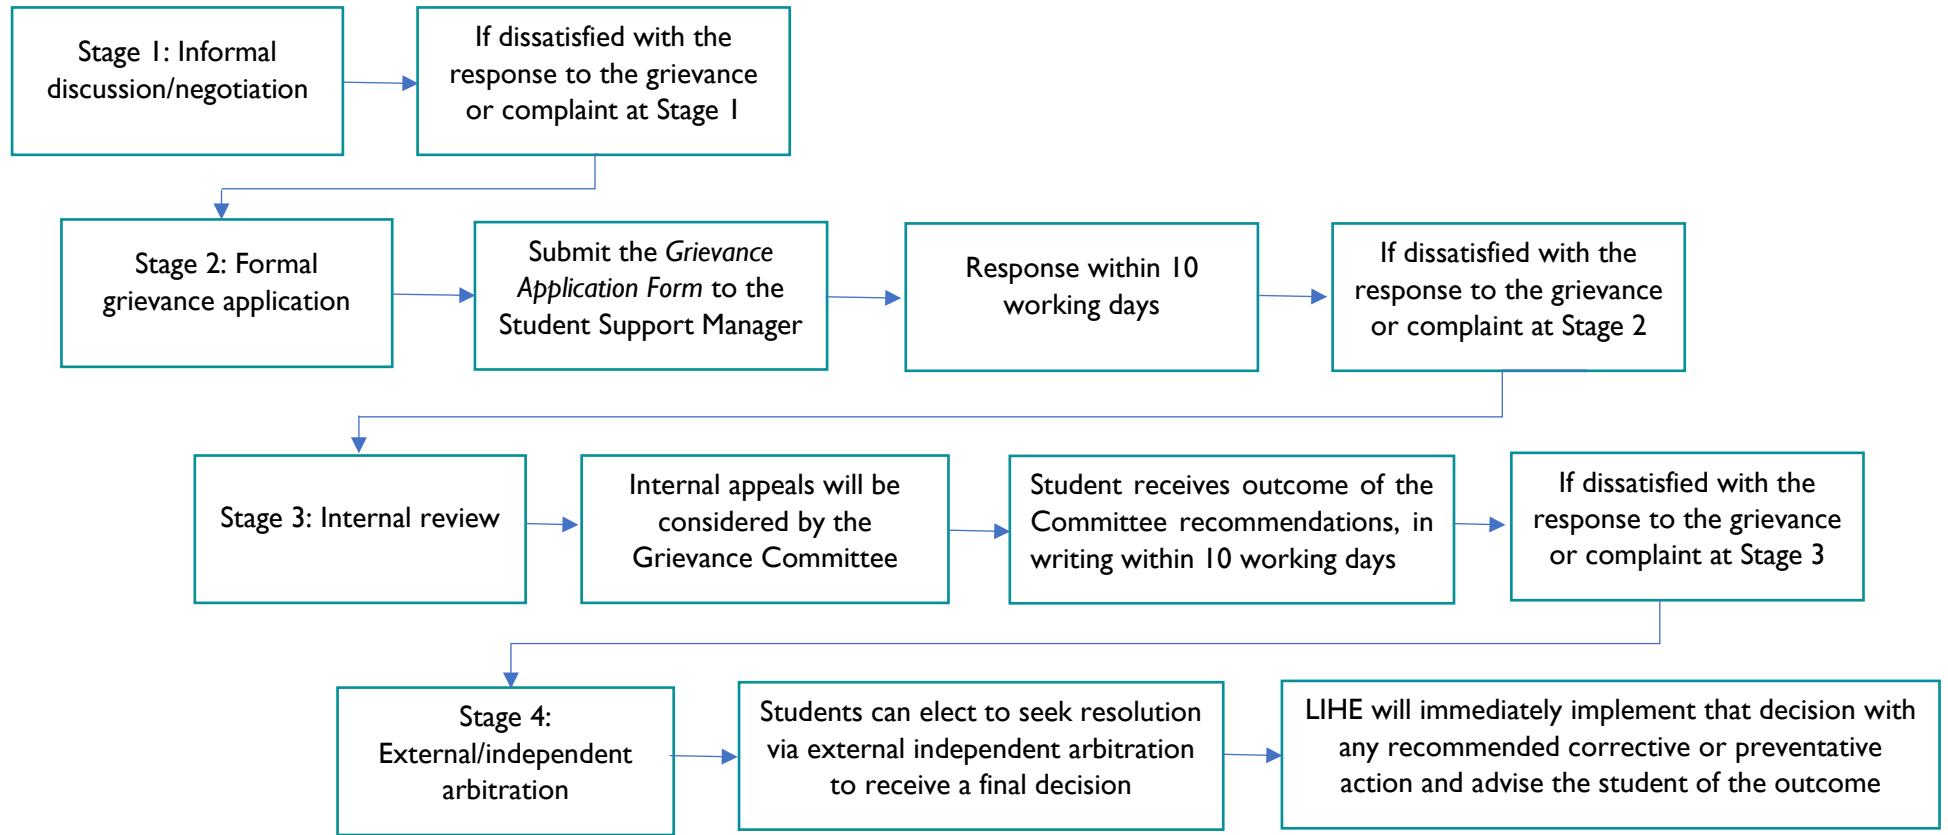 Stage 1: Informal
discussion/negotiation
If dissatisfied with the
response to the grievance
or complaint at Stage 1
Stage 2: Formal
grievance application
Submit the Grievance
Application Form to the
Student Support Manager
Response within 10
working days
If dissatisfied with the
response to the grievance
or complaint at Stage 2
Stage 3: Internal review
Internal appeals will be
considered by the
Grievance Committee
Student receives outcome of the
Committee recommendations, in
writing within 10 working days
If dissatisfied with the
response to the grievance
or complaint at Stage 3
Stage 4:
External/independent
arbitration
Students can elect to seek resolution
via external independent arbitration
to receive a final decision
LIHE will immediately implement that decision with
any recommended corrective or preventative
action and advise the student of the outcome